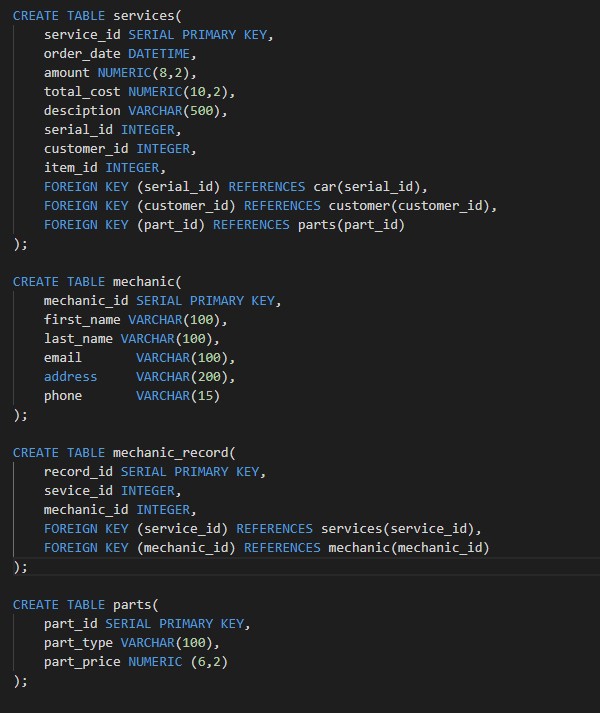 CREATE TABLE services(
    service_id SERIAL PRIMARY KEY,
    order_date DATETIME,
    amount NUMERIC(8,2),
    total_cost NUMERIC(10,2),
    desciption VARCHAR(500),
    serial_id INTEGER,
    customer_id INTEGER,
    item_id INTEGER,
    FOREIGN KEY (serial_id) REFERENCES car(serial_id),
    FOREIGN KEY (customer_id) REFERENCES customer(customer_id),
    FOREIGN KEY (part_id) REFERENCES parts(part_id)
);

CREATE TABLE mechanic(
    mechanic_id SERIAL PRIMARY KEY,
    first_name VARCHAR(100),
    last_name VARCHAR(100),
    email       VARCHAR(100),
    address     VARCHAR(200),
    phone       VARCHAR(15)
);

CREATE TABLE mechanic_record(
    record_id SERIAL PRIMARY KEY,
    sevice_id INTEGER,
    mechanic_id INTEGER,
    FOREIGN KEY (service_id) REFERENCES services(service_id),
    FOREIGN KEY (mechanic_id) REFERENCES mechanic(mechanic_id)
);

CREATE TABLE parts(
    part_id SERIAL PRIMARY KEY,
    part_type VARCHAR(100),
    part_price NUMERIC (6,2)
);